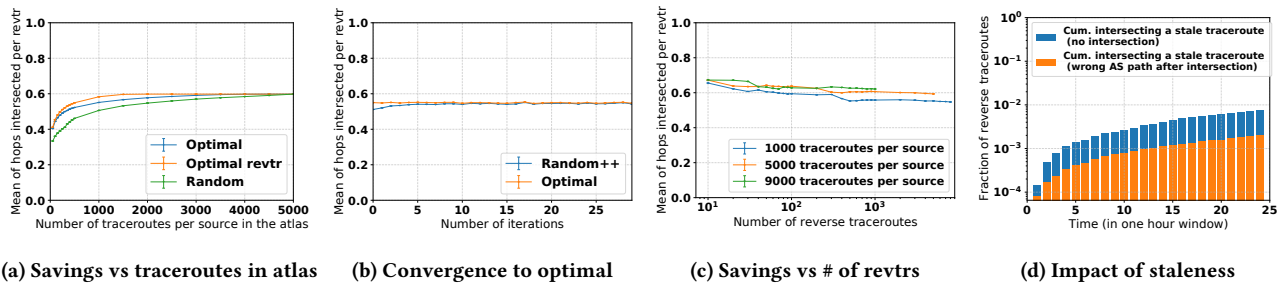 Mean of hops intersected per revtr
1.0
0.8
0.6
0.4
0.2
0.0
Optimal
Optimal revtr
Random
0 1000 2000 3000 4000 5000
Number of traceroutes per source in the atlas
(a) Savings vs traceroutes in atlas
Mean of hops intersected per revtr
1.0
0.8
0.6
0.4
0.2
0.0
Random++
Optimal
0 5 10 15 20 25
Number of iterations
(b) Convergence to optimal
Mean of hops intersected per revtr
1.0
0.8
0.6
0.4
0.2
0.0
1000 traceroutes per source
5000 traceroutes per source
9000 traceroutes per source
10¹ 10² 10³
Number of reverse traceroutes
(c) Savings vs # of revtrs
Fraction of reverse traceroutes
10⁰
10⁻¹
10⁻²
10⁻³
10⁻⁴
Cum. intersecting a stale traceroute
(no intersection)
Cum. intersecting a stale traceroute
(wrong AS path after intersection)
0 5 10 15 20 25
Time (in one hour window)
(d) Impact of staleness